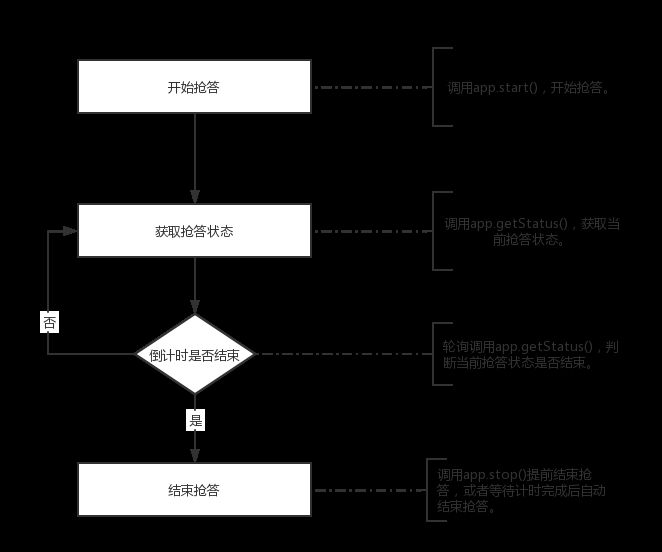 开始抢答
调用app.start()，开始抢答。
获取抢答状态
调用app.getStatus()，获取当
前抢答状态。
否
倒计时是否结束
轮询调用app.getStatus()，判
断当前抢答状态是否结束。
是
结束抢答
调用app.stop()提前结束抢
答，或者等待计时完成后自动
结束抢答。